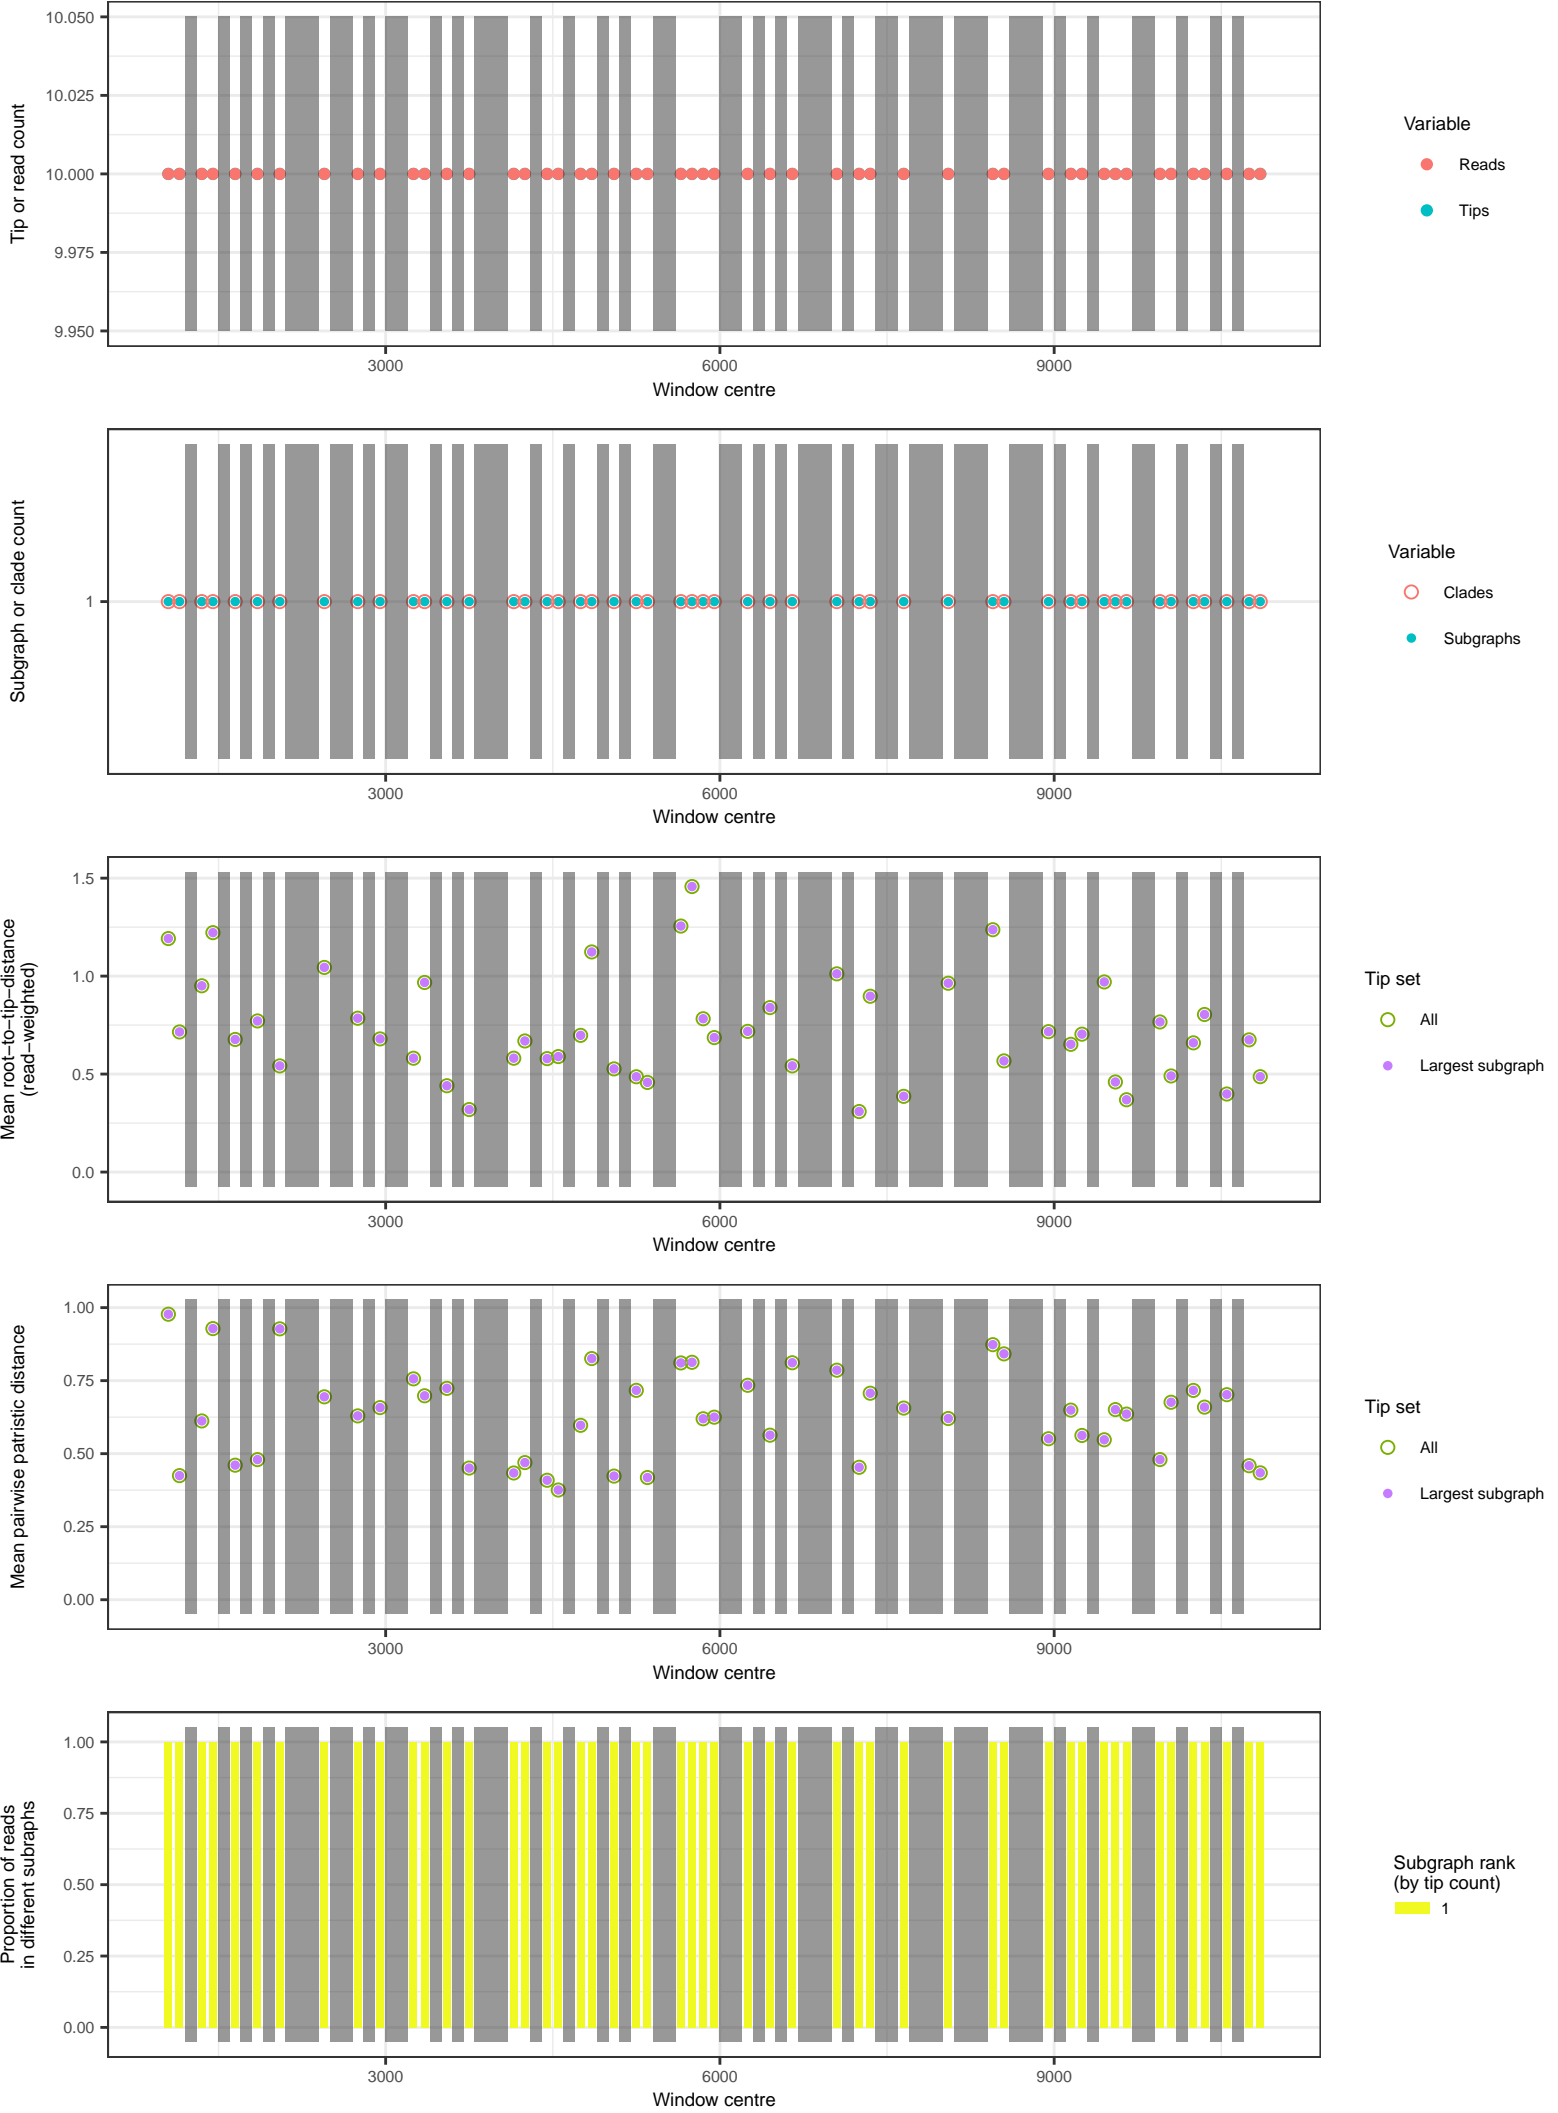 10.050
10.025
10.000
9.975
9.950
Tip or read count
3000
6000
9000
Window centre
Variable
Reads
Tips
1
Subgraph or clade count
3000
6000
9000
Window centre
Variable
Clades
Subgraphs
1.5
1.0
0.5
0.0
Mean root−to−tip−distance
(read−weighted)
3000
6000
9000
Window centre
Tip set
All
Largest subgraph
1.00
0.75
0.50
0.25
0.00
Mean pairwise patristic distance
3000
6000
9000
Window centre
Tip set
All
Largest subgraph
1.00
0.75
0.50
0.25
0.00
Proportion of reads
in different subraphs
3000
6000
9000
Window centre
Subgraph rank
(by tip count)
1